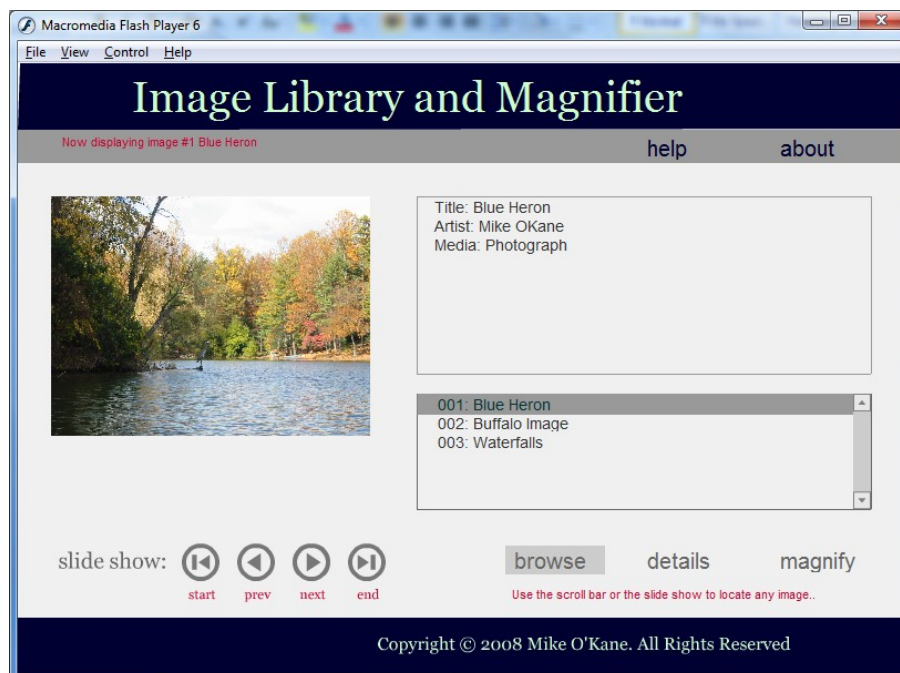 Macromedia Flash Player 6
File View Control Help
Image Library and Magnifier
Now displaying image #1 Blue Heron
help about
Title: Blue Heron
Artist: Mike OKane
Media: Photograph
001: Blue Heron
002: Buffalo Image
003: Waterfalls
slide show:
start prev next end
browse details magnify
Use the scroll bar or the slide show to locate any image..
Copyright © 2008 Mike O'Kane. All Rights Reserved